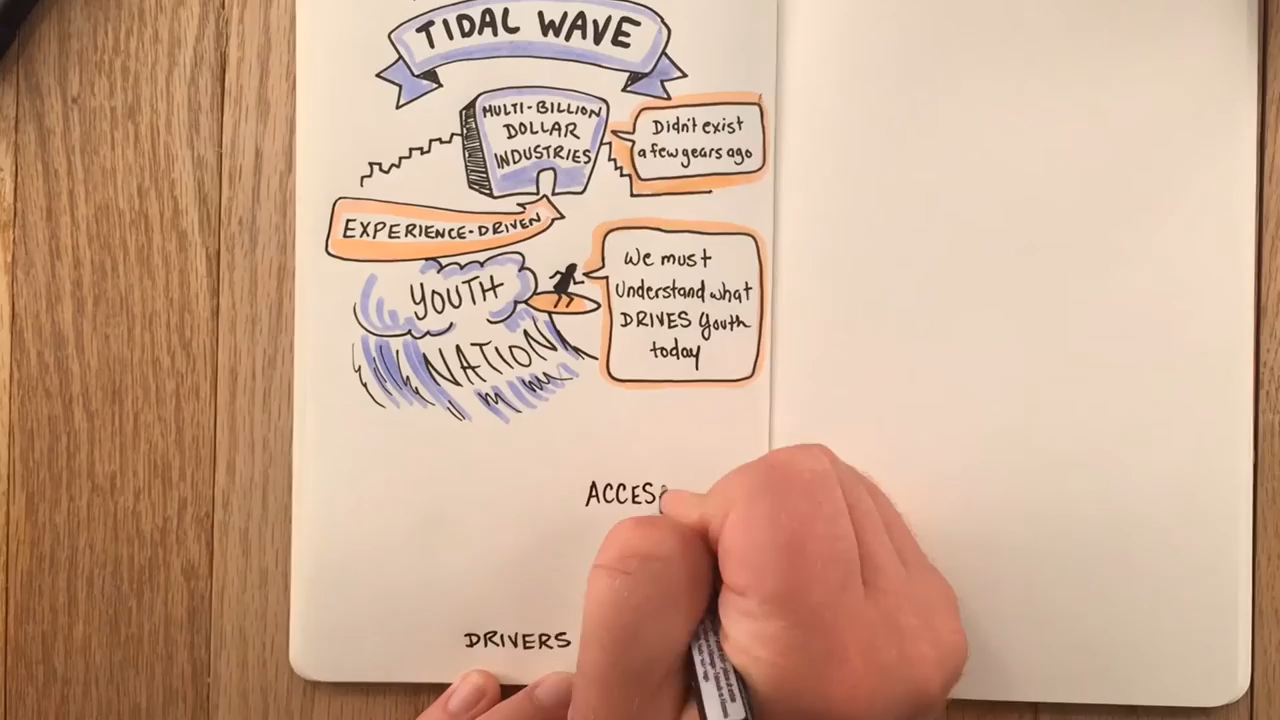 TIDAL WAVE
MULTI-BILLION
DOLLAR
INDUSTRIES
Didn't exist
a few years ago
EXPERIENCE-DRIVEN
We must
Understand what
DRIVES Youth
today
YOUTH
NATION
ACCES
DRIVERS